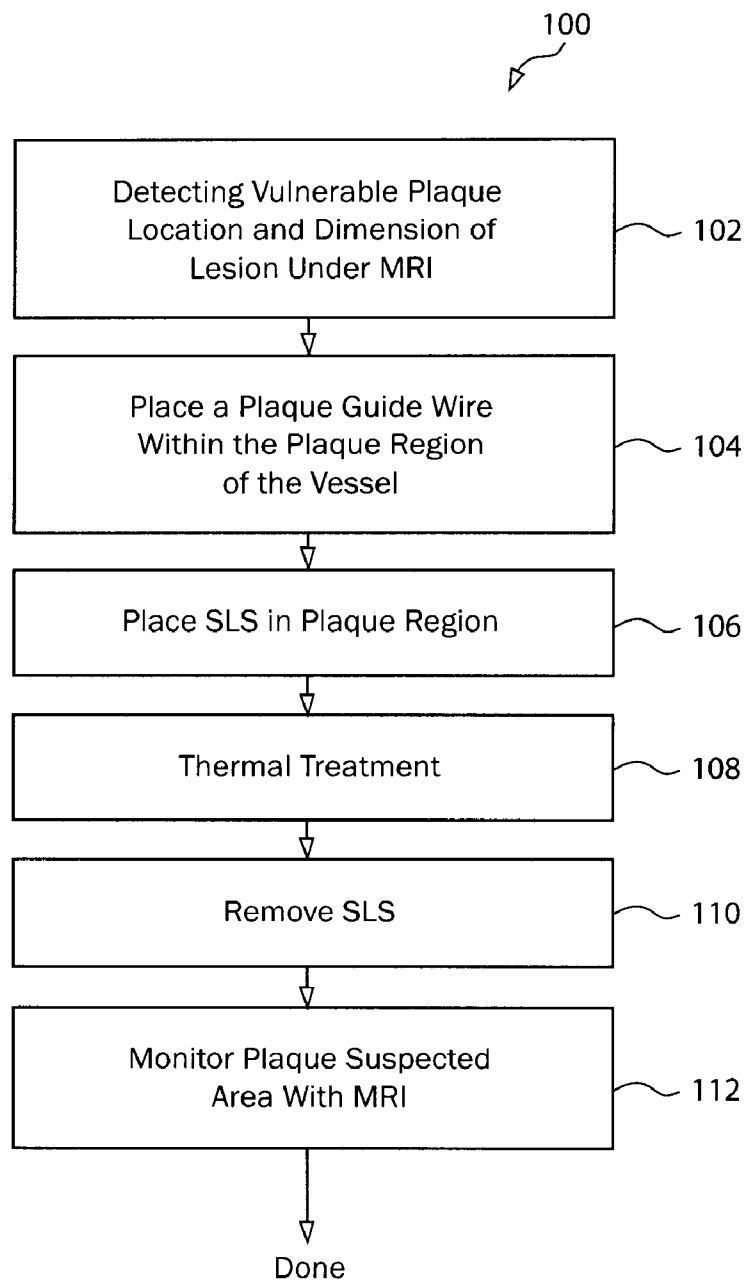 100
Detecting Vulnerable Plaque
Location and Dimension of
Lesion Under MRI
102
Place a Plaque Guide Wire
Within the Plaque Region
of the Vessel
104
Place SLS in Plaque Region
106
Thermal Treatment
108
Remove SLS
110
Monitor Plaque Suspected
Area With MRI
112
Done